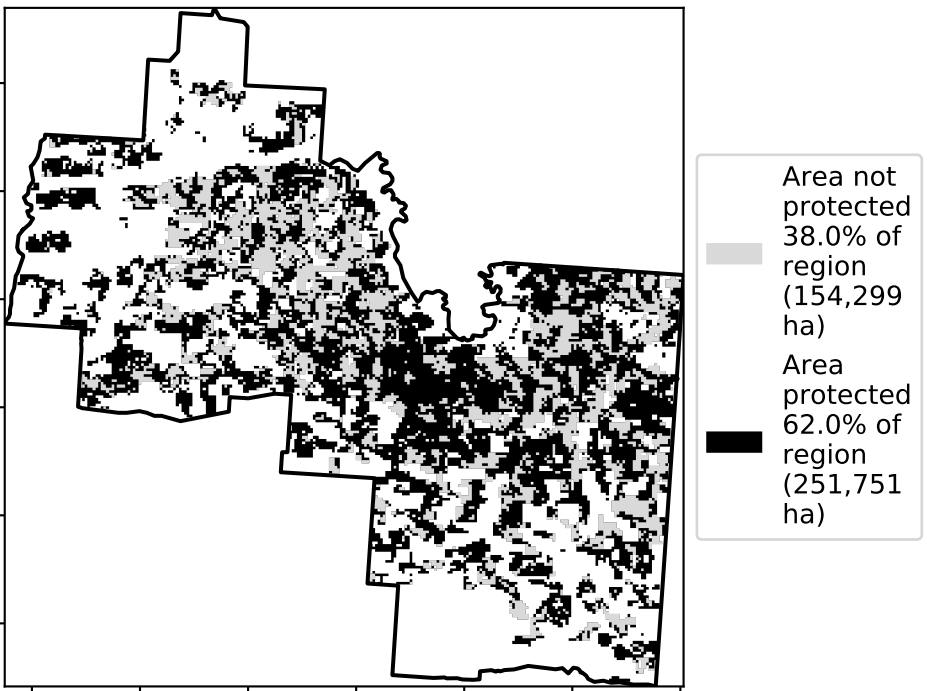 Area not
protected
38.0% of
region
(154,299
ha)
Area
protected
62.0% of
region
(251,751
ha)